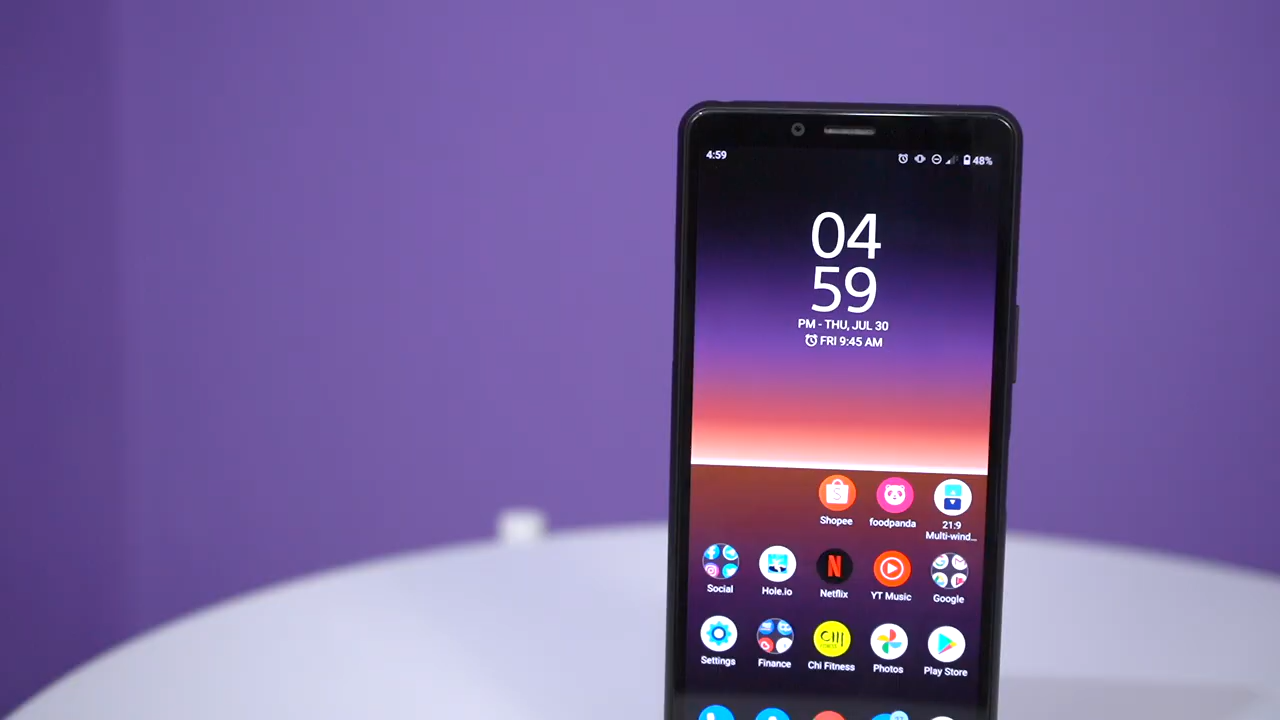 4:59
48%
04
59
PM - THU, JUL 30
FRI 9:45 AM
Shopee
foodpanda
21:9
Multi-wind...
Social
Hole.io
Netflix
YT Music
Google
Settings
Finance
Chi Fitness
Photos
Play Store